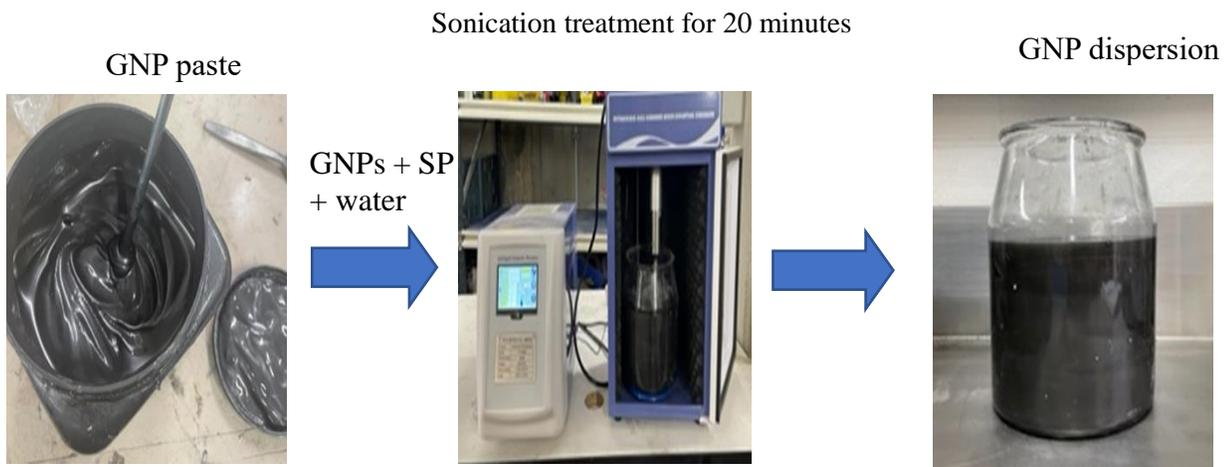 Sonication treatment for 20 minutes
GNP paste
GNP dispersion
GNPs + SP
+ water